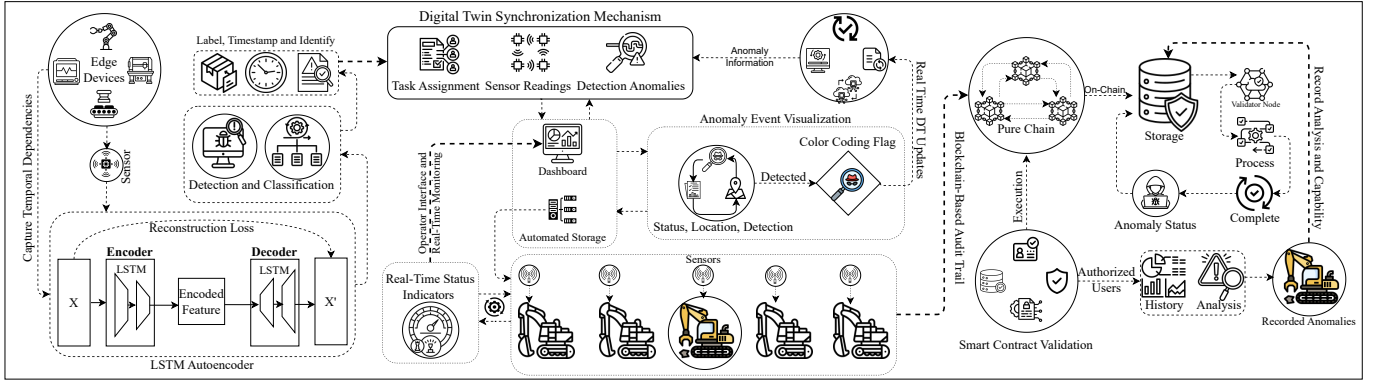 Edge
Devices
Sensor
Capture Temporal Dependencies
Label, Timestamp and Identify
Detection and Classification
Reconstruction Loss
Encoder
Decoder
LSTM
LSTM
X
Encoded
Feature
X'
LSTM Autoencoder
Digital Twin Synchronization Mechanism
Task Assignment
Sensor Readings
Detection Anomalies
Anomaly
Information
Real Time DT Updates
Dashboard
Automated Storage
Operator Interface and
Real-Time Monitoring
Anomaly Event Visualization
Color Coding Flag
Detected
Status, Location, Detection
Real-Time Status
Indicators
Sensors
Blockchain-Based Audit Trail
Pure Chain
On-Chain
Storage
Validator Node
Process
Complete
Anomaly Status
Execution
Smart Contract Validation
Authorized
Users
History
Analysis
Recorded Anomalies
Record Analysis and Capability